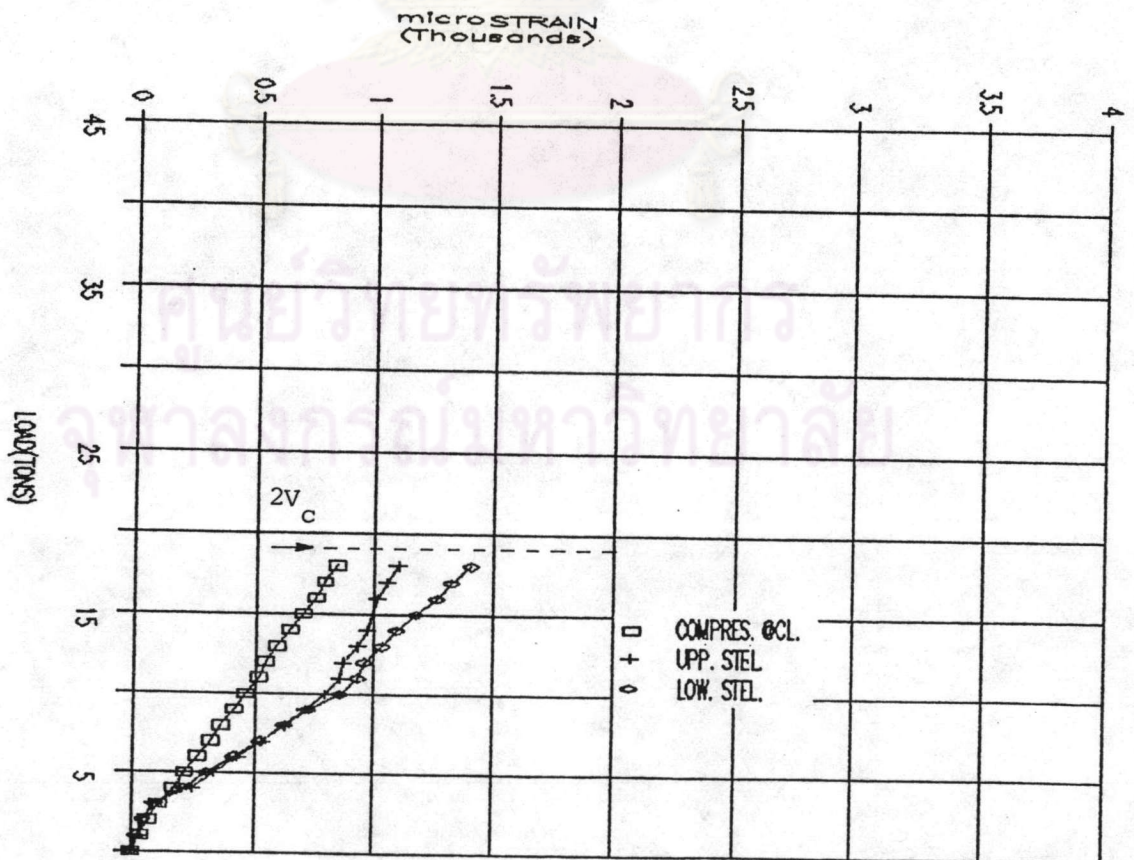 microSTRAIN
(Thousands)
0 0.5 1 1.5 2 2.5 3 3.5 4
45
35
25
15
5
LOAD(TONS)
2Vc
COMPRES. @CL.
UPP. STEL
LOW. STEL.
ศูนย์วิทยทรัพยากร
จุฬาลงกรณ์มหาวิทยาลัย